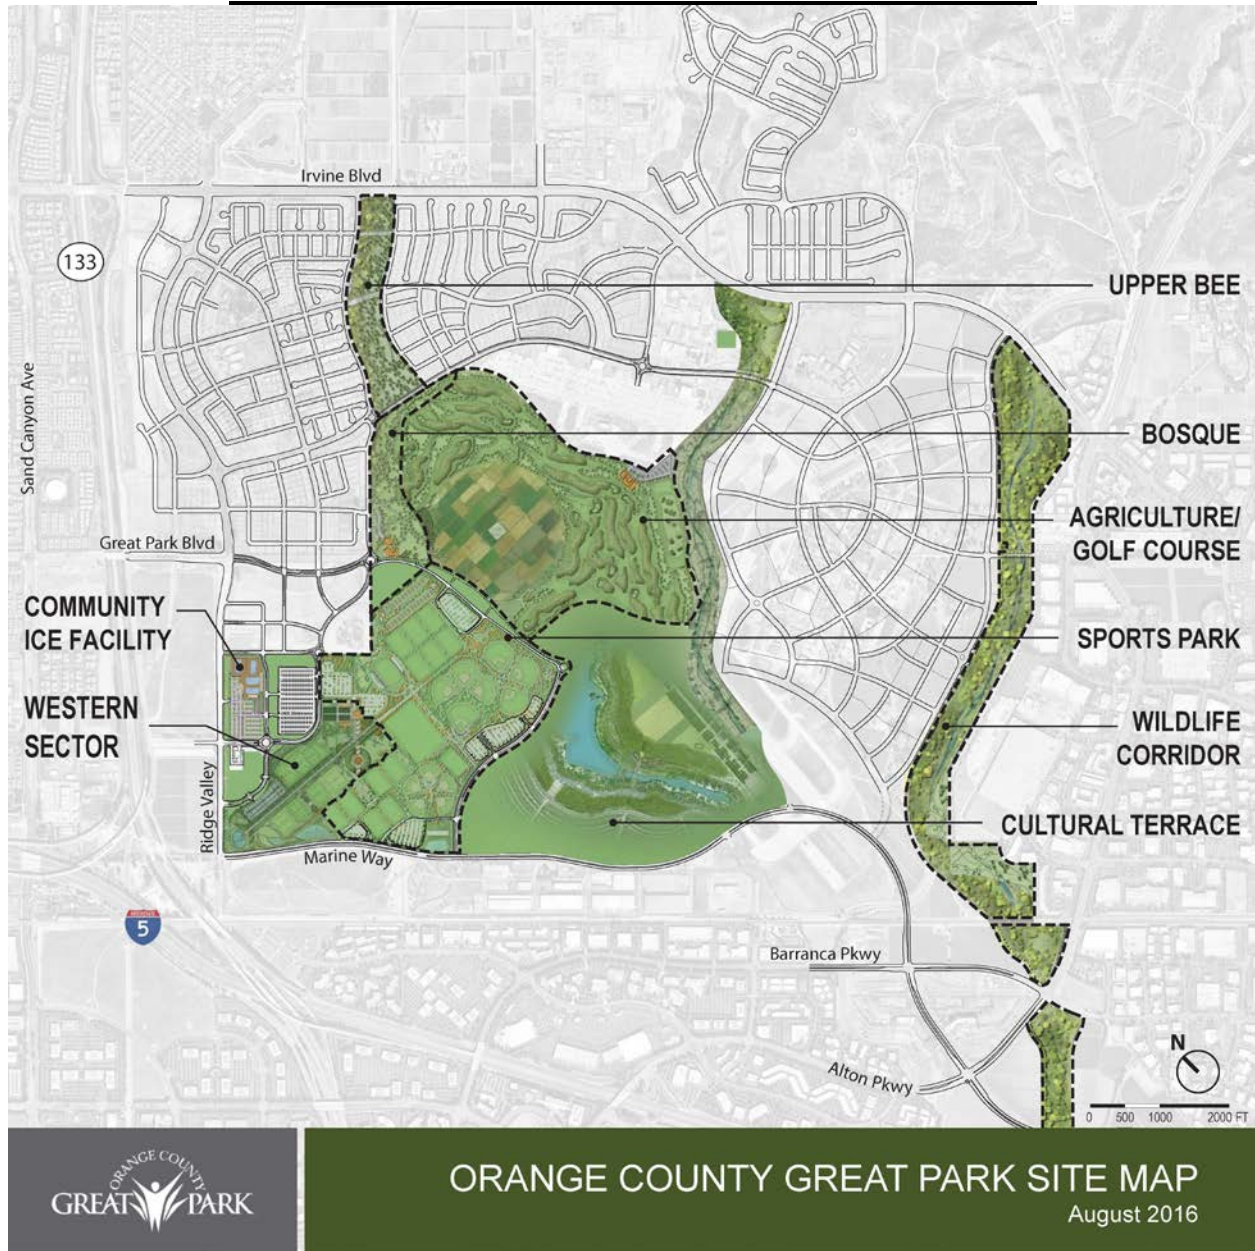 Irvine Blvd
133
UPPER BEE
Sand Canyon Ave
BOSQUE
AGRICULTURE/
GOLF COURSE
Great Park Blvd
COMMUNITY
ICE FACILITY
SPORTS PARK
WESTERN
SECTOR
WILDLIFE
CORRIDOR
Ridge Valley
CULTURAL TERRACE
Marine Way
5
Barranca Pkwy
Alton Pkwy
N
0 500 1000 2000 FT
ORANGE COUNTY
GREAT PARK
ORANGE COUNTY GREAT PARK SITE MAP
August 2016